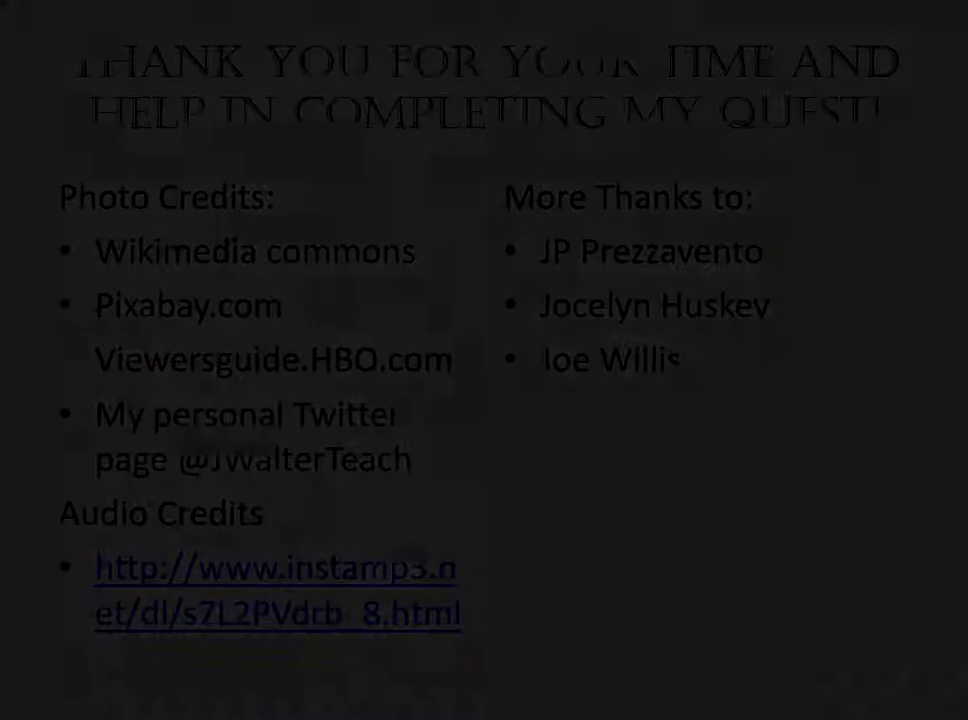 THANK YOU FOR YOUR TIME AND
HELP IN COMPLETING MY QUEST!
Photo Credits:
• Wikimedia commons
• Pixabay.com
Viewersguide.HBO.com
• My personal Twitter
page @JWalterTeach
Audio Credits
• http://www.instamp3.n
et/dl/s7L2PVdrb_8.html
More Thanks to:
• JP Prezzavento
• Jocelyn Huskey
• Joe Willis